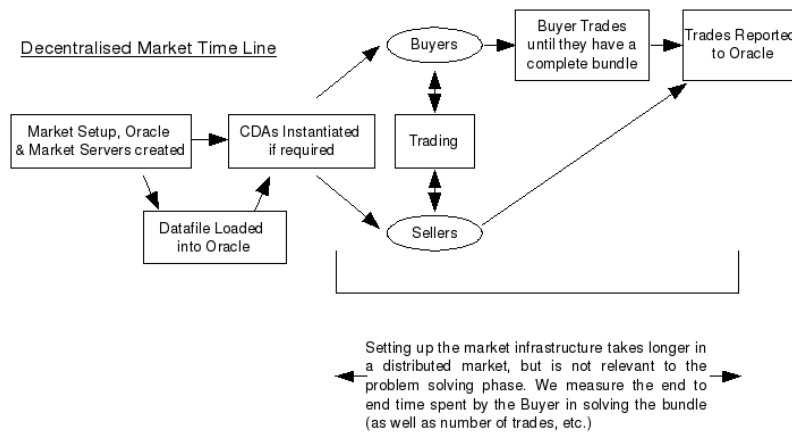 Decentralised Market Time Line
Buyers
Buyer Trades
until they have a
complete bundle
Trades Reported
to Oracle
Market Setup, Oracle
& Market Servers created
CDAs Instantiated
if required
Trading
Datafile Loaded
into Oracle
Sellers
Setting up the market infrastructure takes longer in
a distributed market, but is not relevant to the
problem solving phase. We measure the end to
end time spent by the Buyer in solving the bundle
(as well as number of trades, etc.)